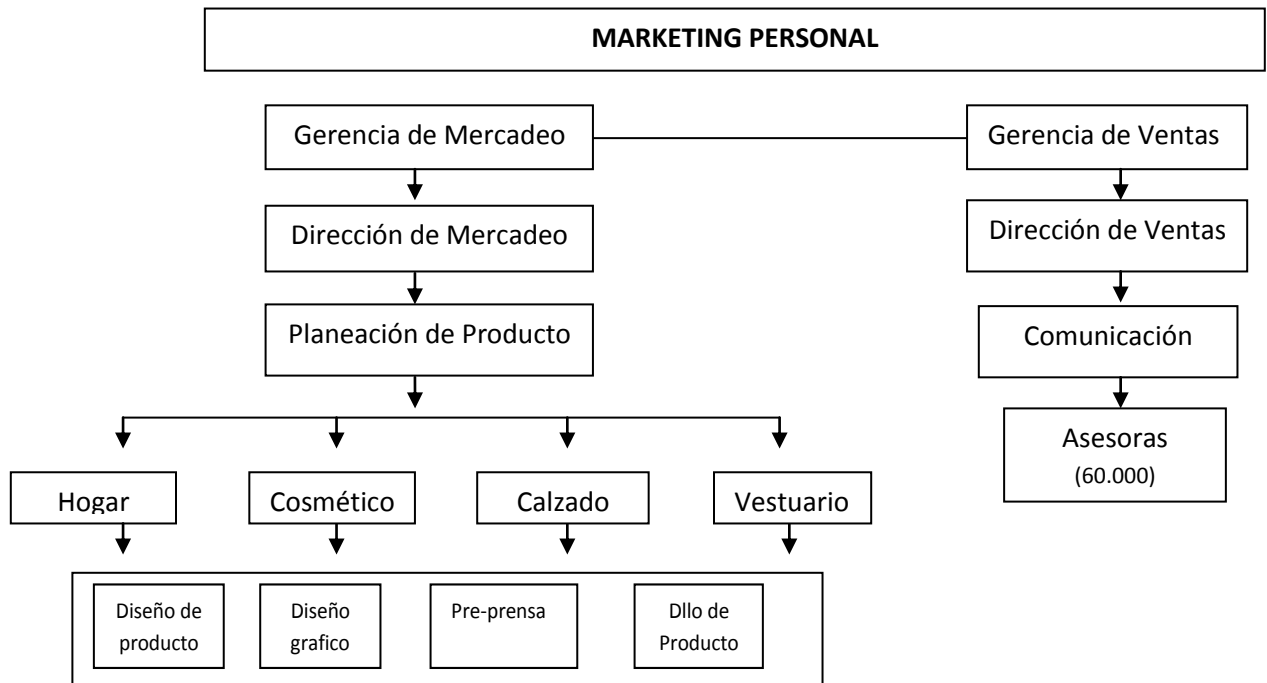 MARKETING PERSONAL
Gerencia de Mercadeo
Gerencia de Ventas
Dirección de Mercadeo
Dirección de Ventas
Planeación de Producto
Comunicación
Asesoras
(60.000)
Hogar
Cosmético
Calzado
Vestuario
Diseño de
producto
Diseño
grafico
Pre-prensa
Dllo de
Producto